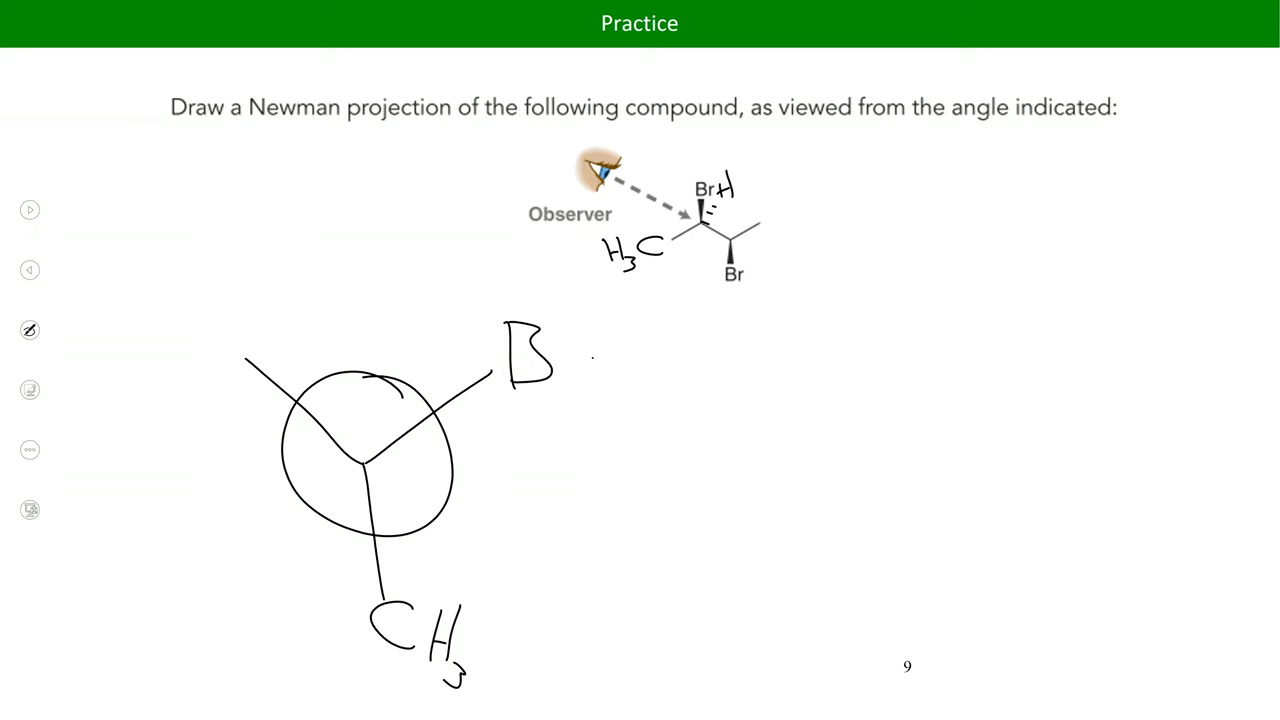 Practice
Draw a Newman projection of the following compound, as viewed from the angle indicated:
BrH
Observer
H3C
Br
B
CH3
9